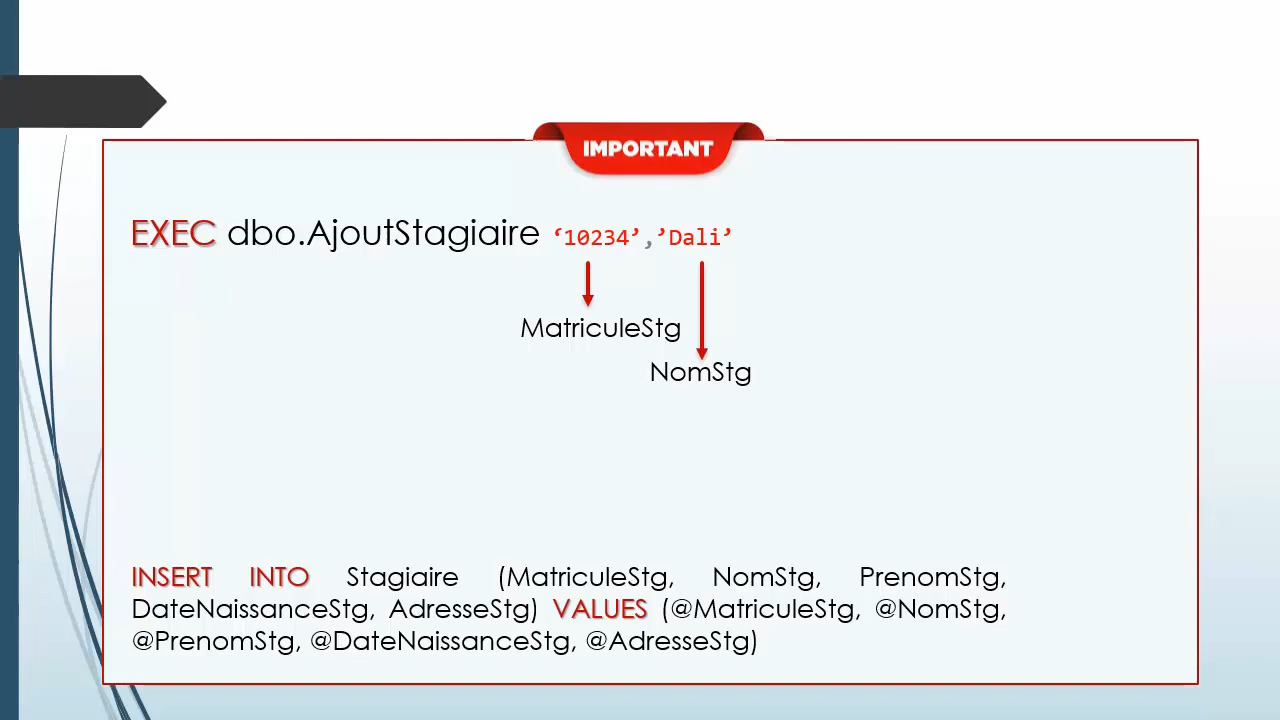 IMPORTANT
EXEC dbo.AjoutStagiaire ‘10234’,’Dali’
MatriculeStg
NomStg
INSERT INTO Stagiaire (MatriculeStg, NomStg, PrenomStg,
DateNaissanceStg, AdresseStg) VALUES (@MatriculeStg, @NomStg,
@PrenomStg, @DateNaissanceStg, @AdresseStg)